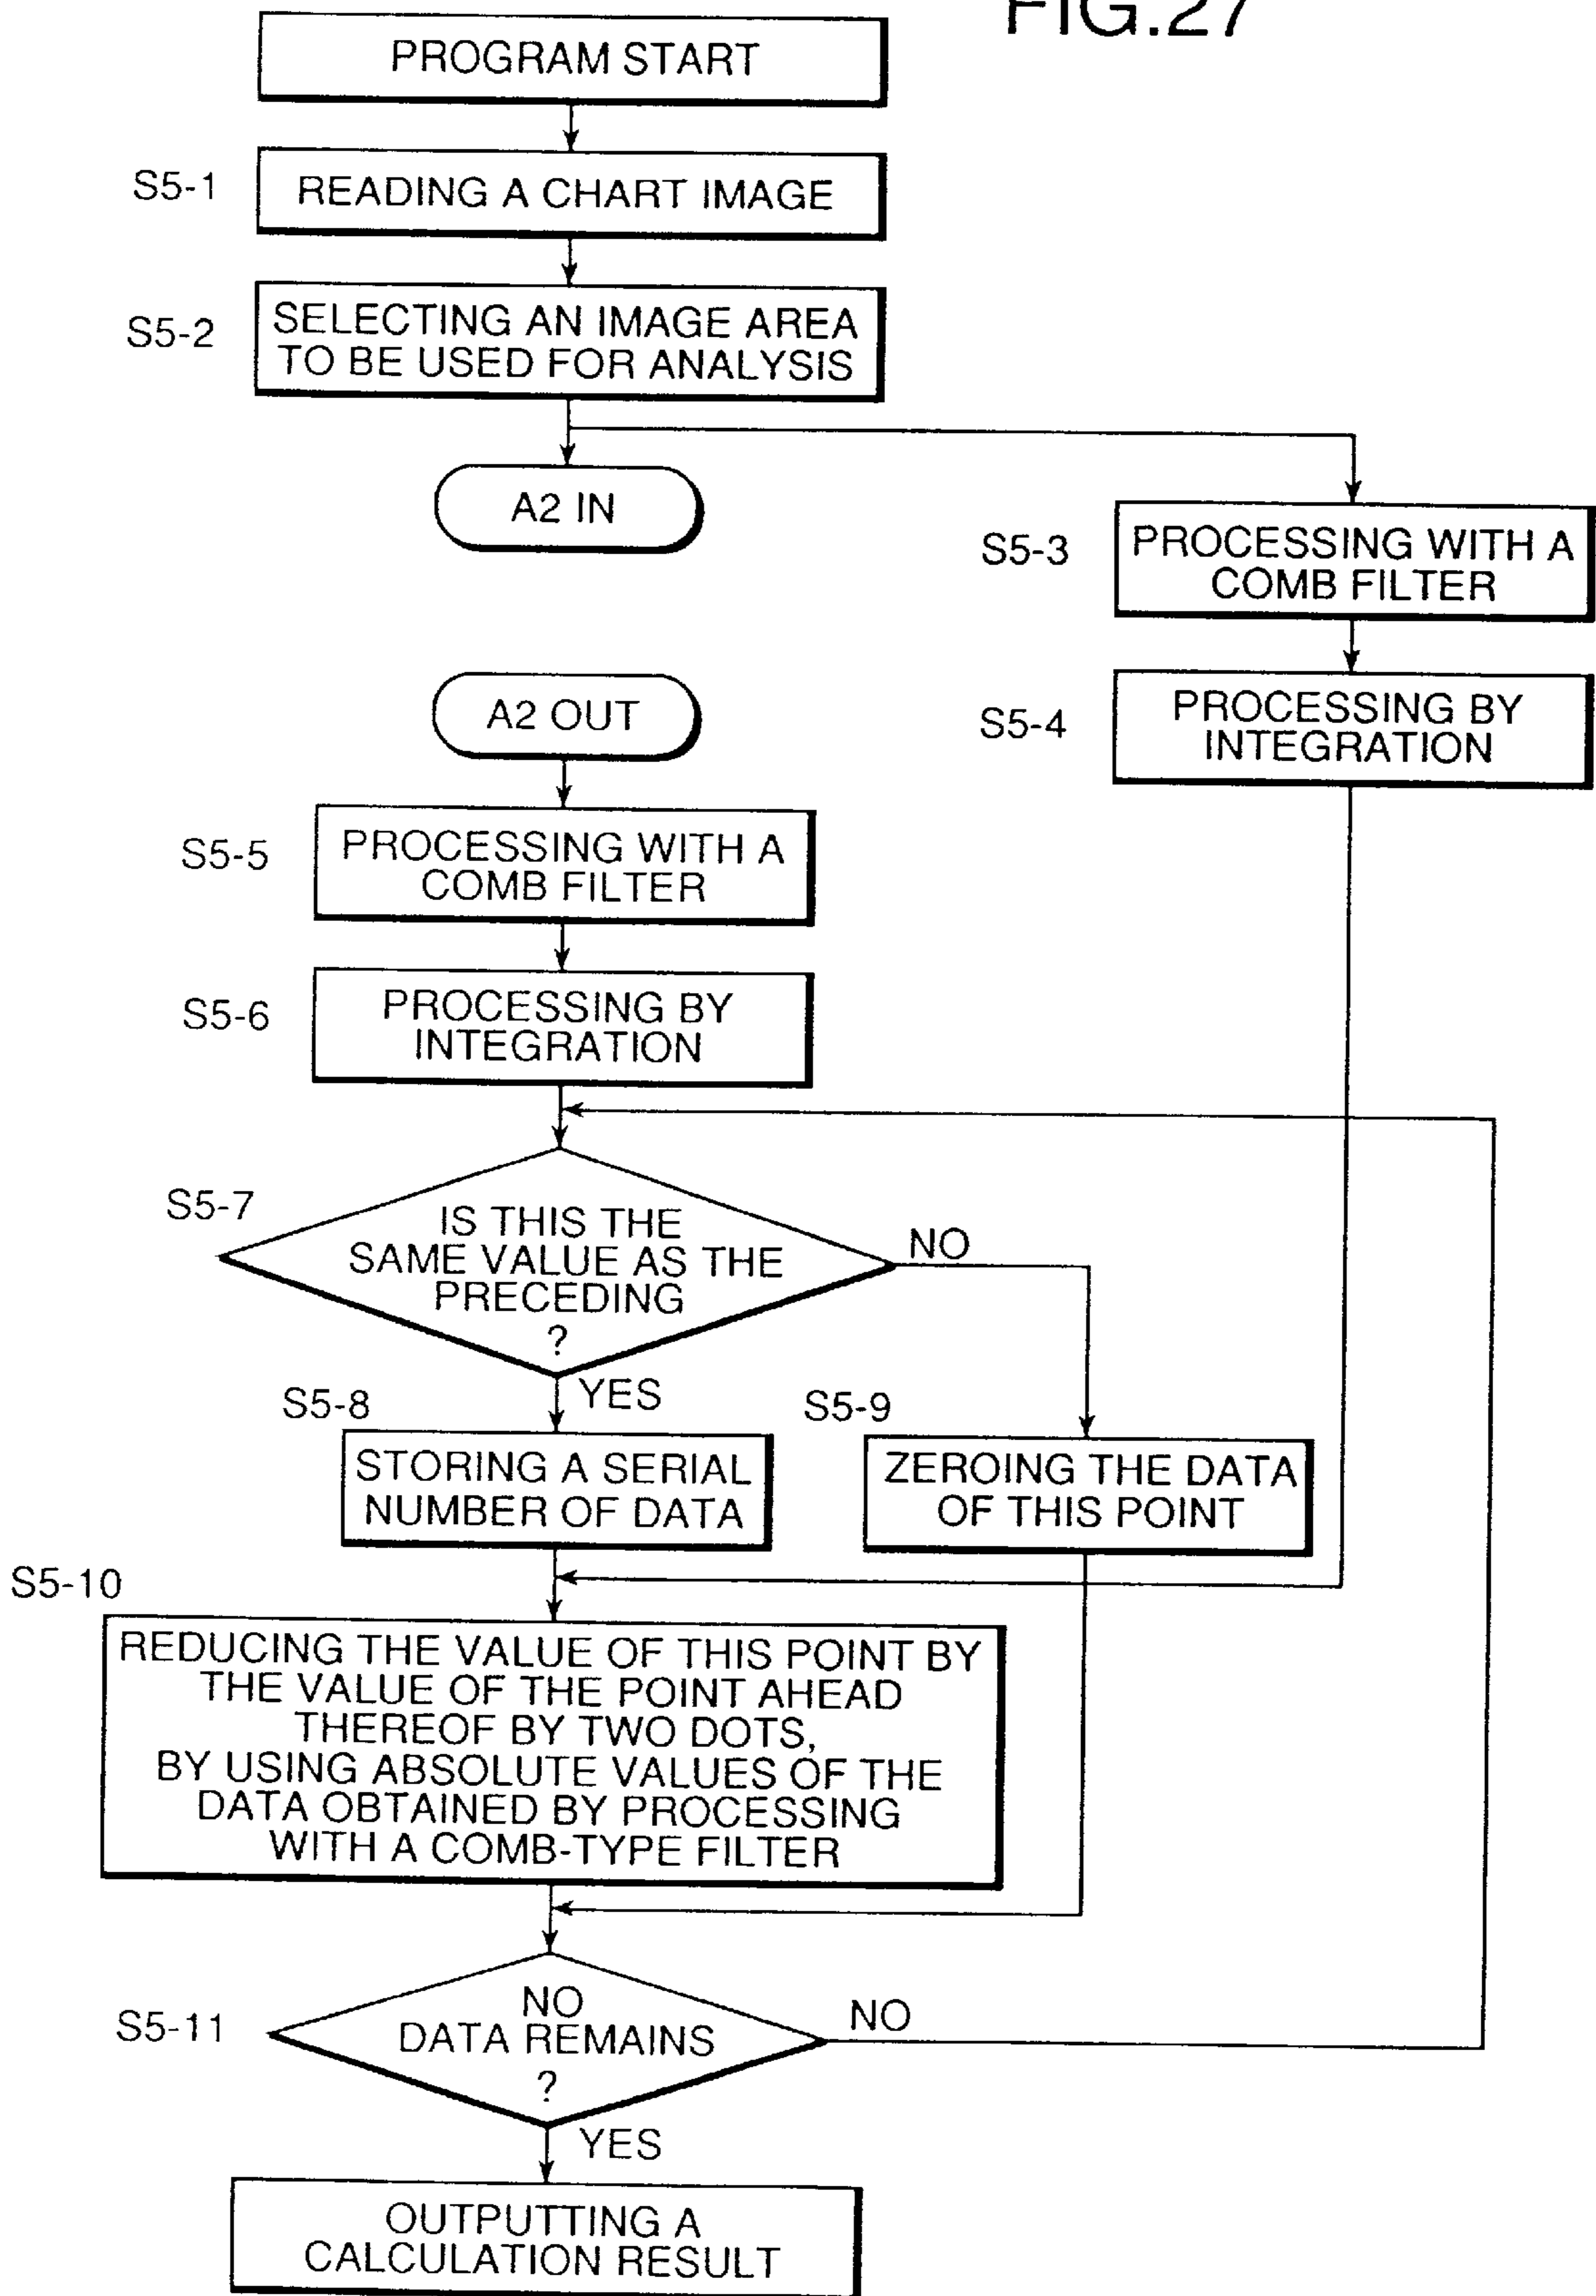 FIG.27
PROGRAM START
S5-1
READING A CHART IMAGE
S5-2
SELECTING AN IMAGE AREA
TO BE USED FOR ANALYSIS
A2 IN
S5-3
PROCESSING WITH A
COMB FILTER
A2 OUT
S5-4
PROCESSING BY
INTEGRATION
S5-5
PROCESSING WITH A
COMB FILTER
S5-6
PROCESSING BY
INTEGRATION
S5-7
IS THIS THE
SAME VALUE AS THE
PRECEDING
?
NO
YES
S5-8
STORING A SERIAL
NUMBER OF DATA
S5-9
ZEROING THE DATA
OF THIS POINT
S5-10
REDUCING THE VALUE OF THIS POINT BY
THE VALUE OF THE POINT AHEAD
THEREOF BY TWO DOTS,
BY USING ABSOLUTE VALUES OF THE
DATA OBTAINED BY PROCESSING
WITH A COMB-TYPE FILTER
S5-11
NO
DATA REMAINS
?
NO
YES
OUTPUTTING A
CALCULATION RESULT